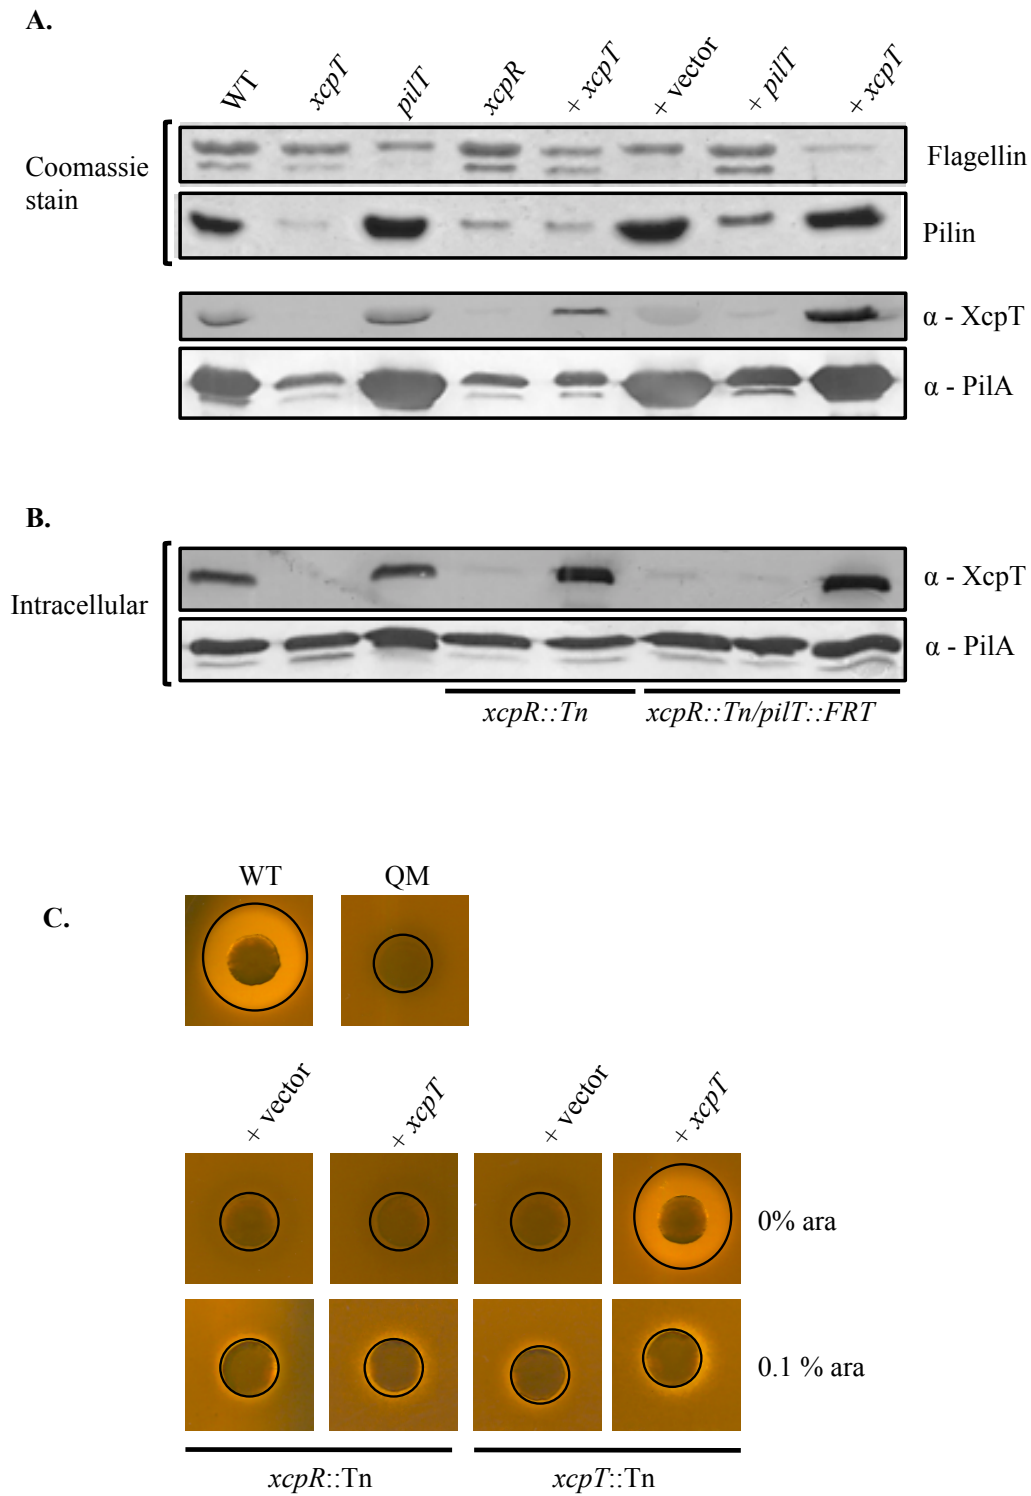 A.
WT xcpT pilT xcpR + xcpT + vector + pilT + xcpT
Coomassie
stain
Flagellin
Pilin
α - XcpT
α - PilA
B.
Intracellular
α - XcpT
α - PilA
xcpR::Tn xcpR::Tn/pilT::FRT
C.
WT QM
+ vector + xcpT + vector + xcpT
0% ara
0.1 % ara
xcpR::Tn xcpT::Tn